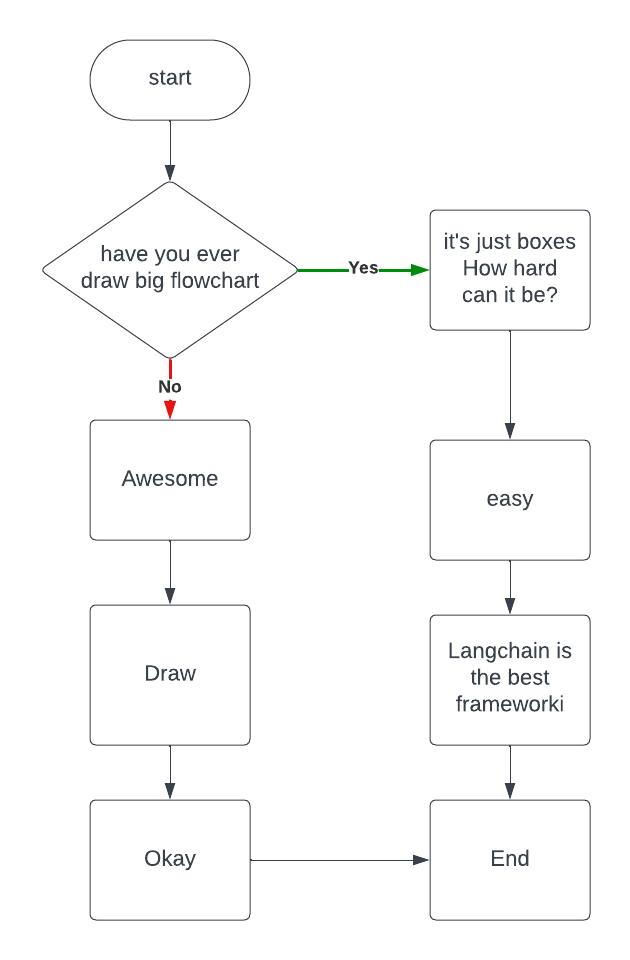 start
have you ever
draw big flowchart
Yes
it's just boxes
How hard
can it be?
No
Awesome
easy
Draw
Langchain is
the best
frameworki
Okay
End